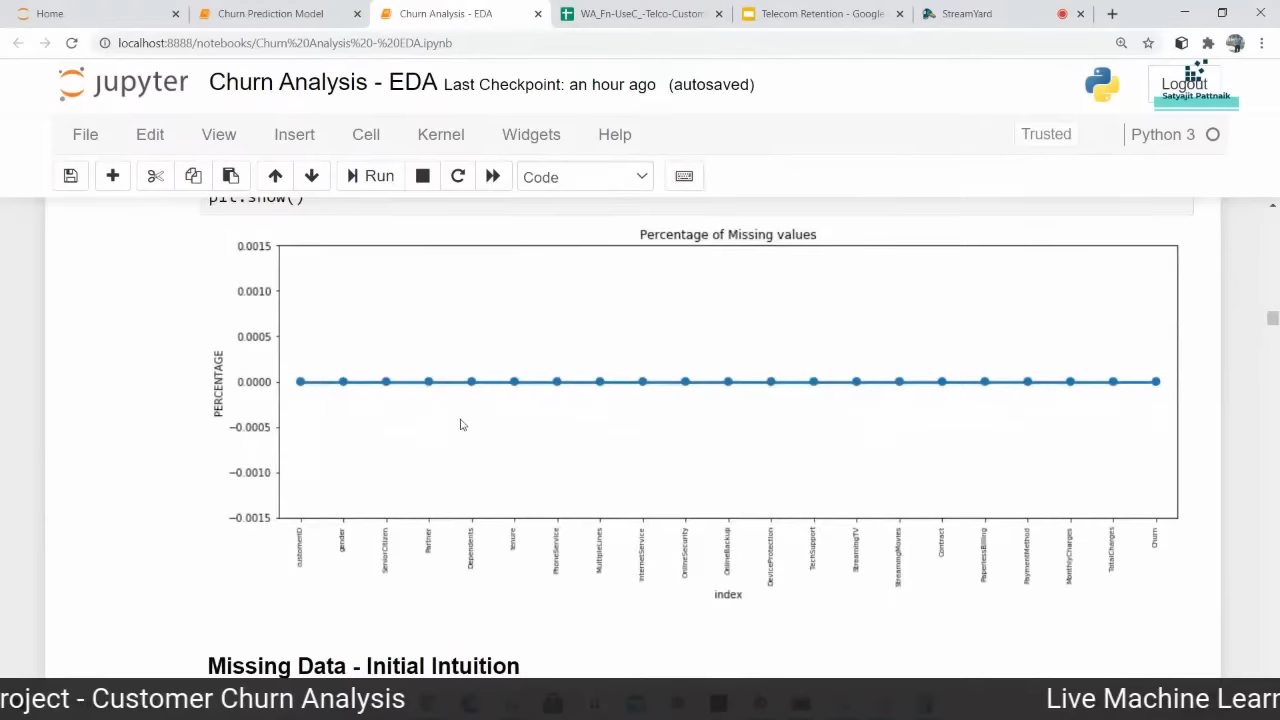 Home
Churn Prediction Model
Churn Analysis - EDA
WA_Fn-UseC_-Telco-Custom
Telecom Retention - Google
StreamYard
localhost:8888/notebooks/Churn%20Analysis%20-%20EDA.ipynb
jupyter
Churn Analysis - EDA Last Checkpoint: an hour ago (autosaved)
Logout
Satyajit Pattnaik
File Edit View Insert Cell Kernel Widgets Help
Trusted
Python 3
Run
Code
plt.show()
Percentage of Missing values
0.0015
0.0010
0.0005
0.0000
−0.0005
−0.0010
−0.0015
PERCENTAGE
customerID
gender
SeniorCitizen
Partner
Dependents
tenure
PhoneService
MultipleLines
InternetService
OnlineSecurity
OnlineBackup
DeviceProtection
TechSupport
StreamingTV
StreamingMovies
Contract
PaperlessBilling
PaymentMethod
MonthlyCharges
TotalCharges
Churn
index
Missing Data - Initial Intuition
roject - Customer Churn Analysis
Live Machine Learn